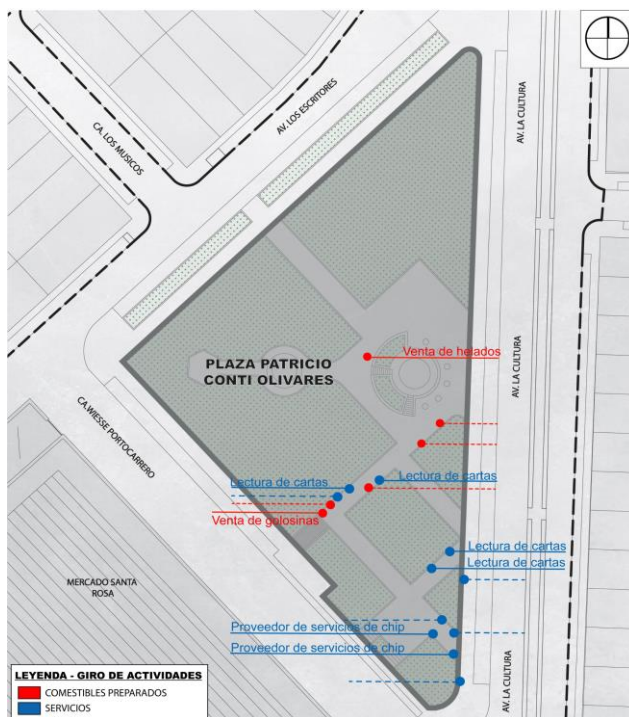 AV. LA CULTURA
AV. LOS ESCRITORES
CA. LOS MUSICOS
PLAZA PATRICIO
CONTI OLIVARES
Venta de helados
AV. LA CULTURA
AV. LA CULTURA
CA.WIESSE PORTOCARRERO
Lectura de cartas
Lectura de cartas
Venta de golosinas
Lectura de cartas
Lectura de cartas
MERCADO SANTA
ROSA
Proveedor de servicios de chip
Proveedor de servicios de chip
AV. LA CULTURA
LEYENDA - GIRO DE ACTIVIDADES
COMESTIBLES PREPARADOS
SERVICIOS